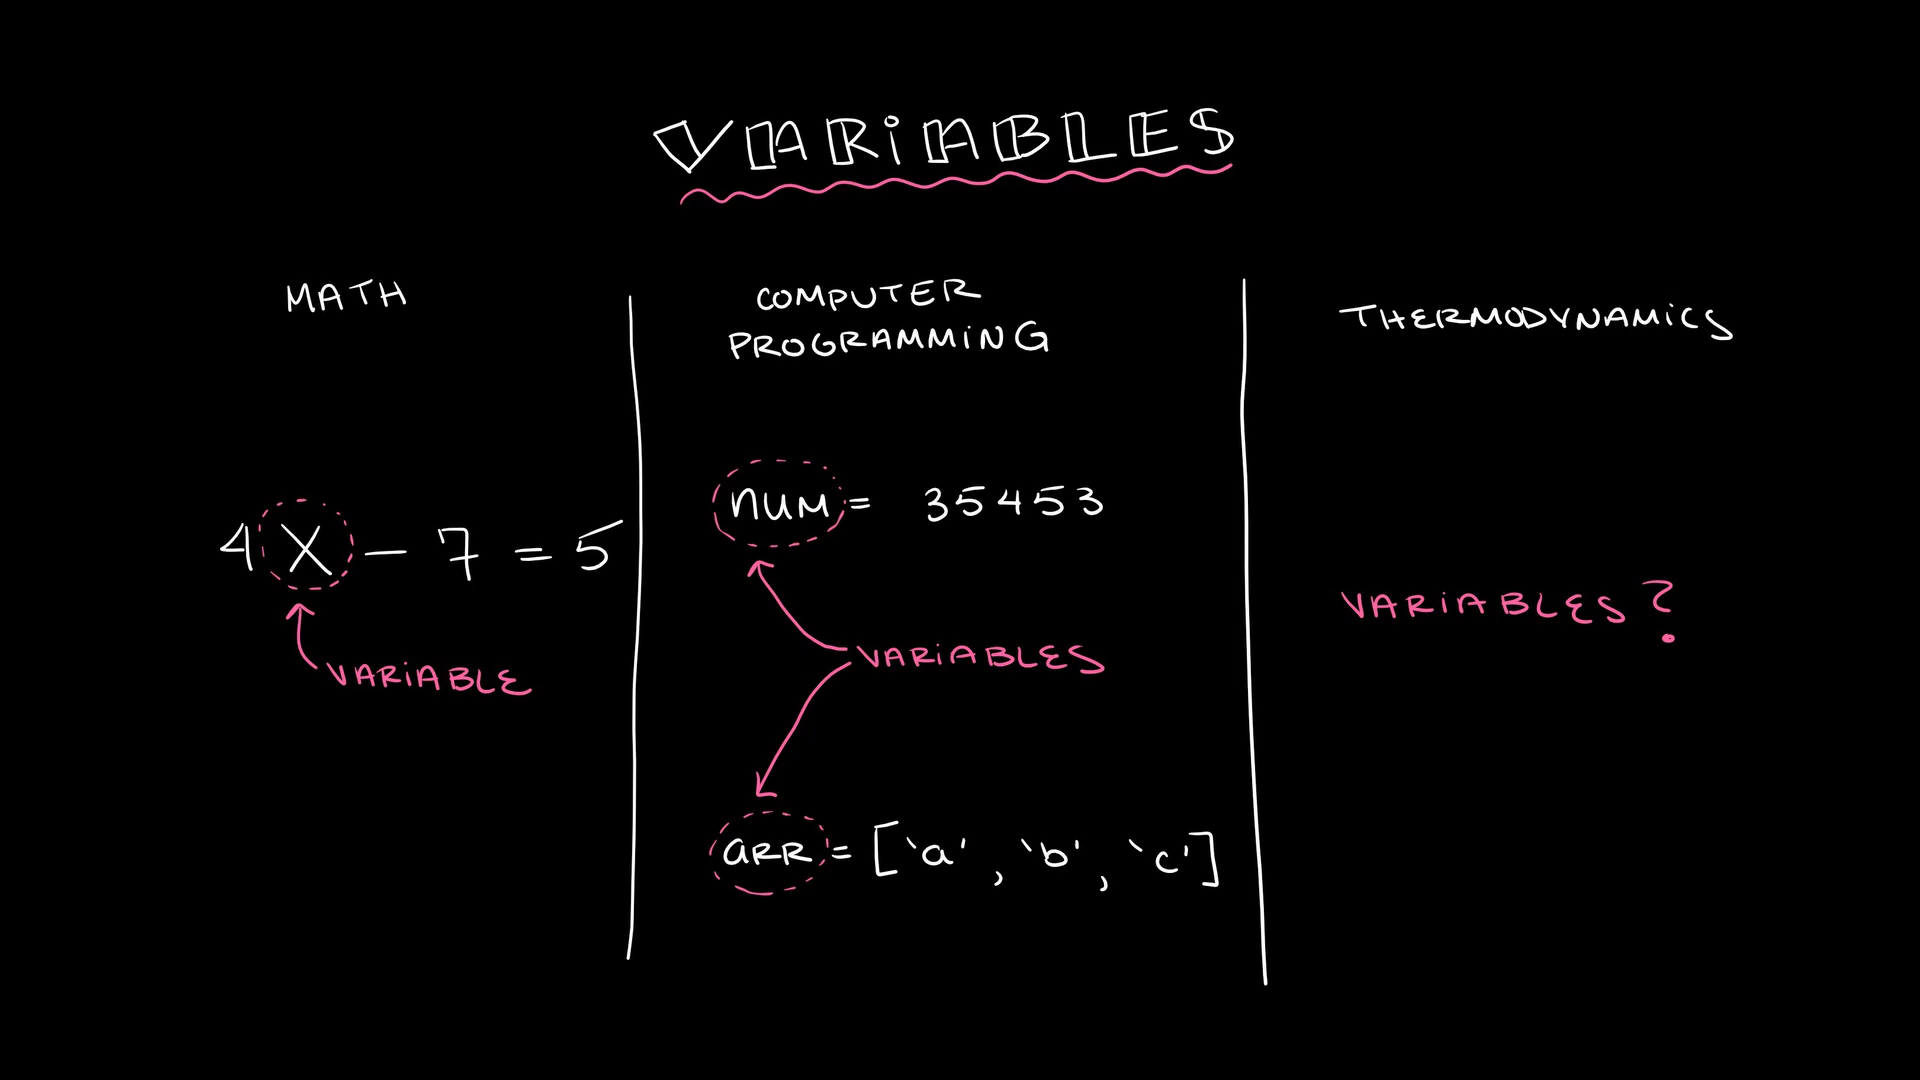 VARiABLES
MATH
4X - 7 = 5
VARiABLE
COMPUTER
PROGRAMMiNG
NUM = 35453
VARiABLES
aRR = [`a', `b', `c']
THERMODYNAMiCS
VARiABLES?